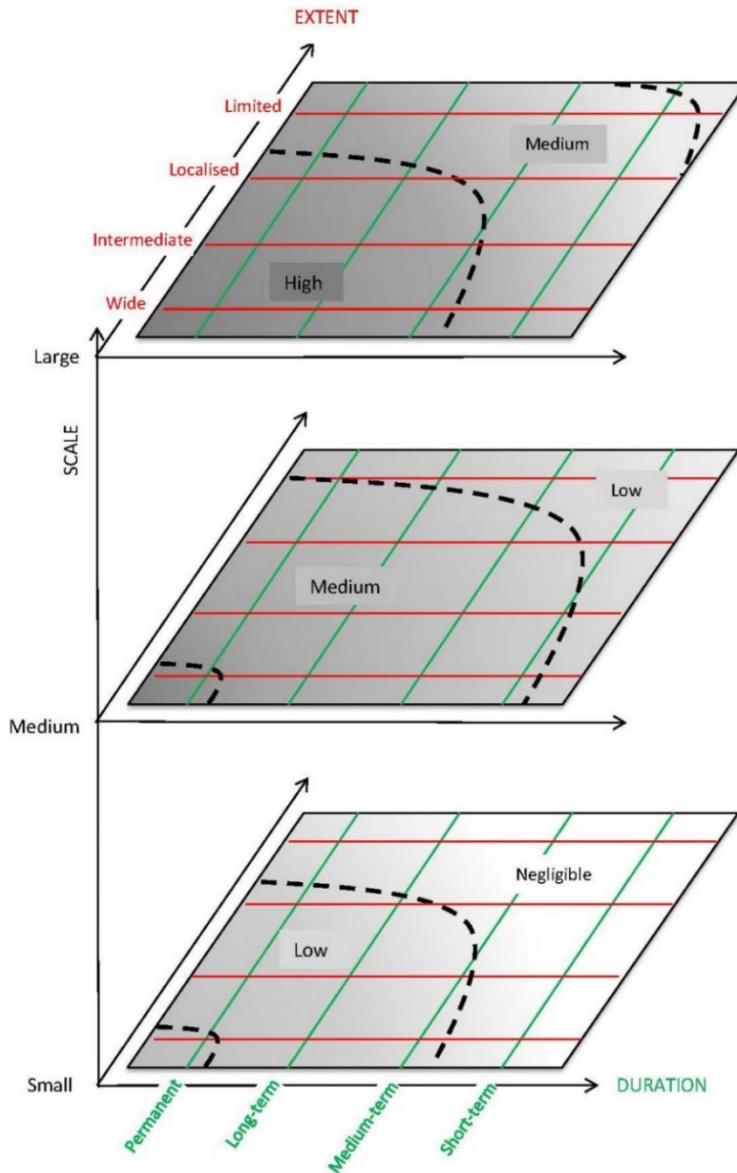 EXTENT
Limited
Medium
Localised
Intermediate
High
Wide
Large
SCALE
Low
Medium
Medium
Negligible
Low
Small
Permanent
Long-term
Medium-term
Short-term
DURATION